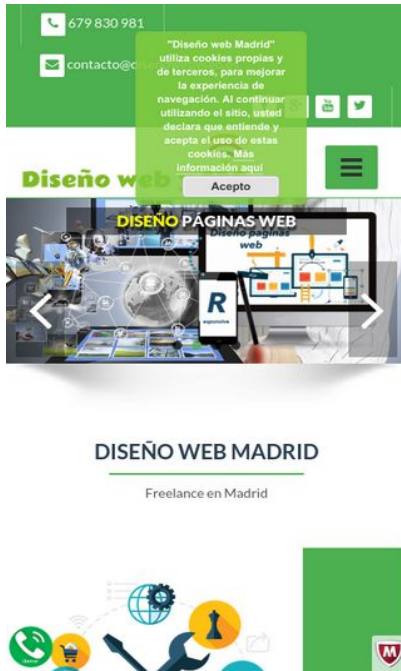 679 830 981
contacto@
"Diseño web Madrid"
utiliza cookies propias y
de terceros, para mejorar
la experiencia de
navegación. Al continuar
utilizando el sitio, usted
declara que entiende y
acepta el uso de estas
cookies. Más
información aquí
Acepto
Diseño web
DISEÑO PÁGINAS WEB
Diseño paginas
web
R
responsive
DISEÑO WEB MADRID
Freelance en Madrid